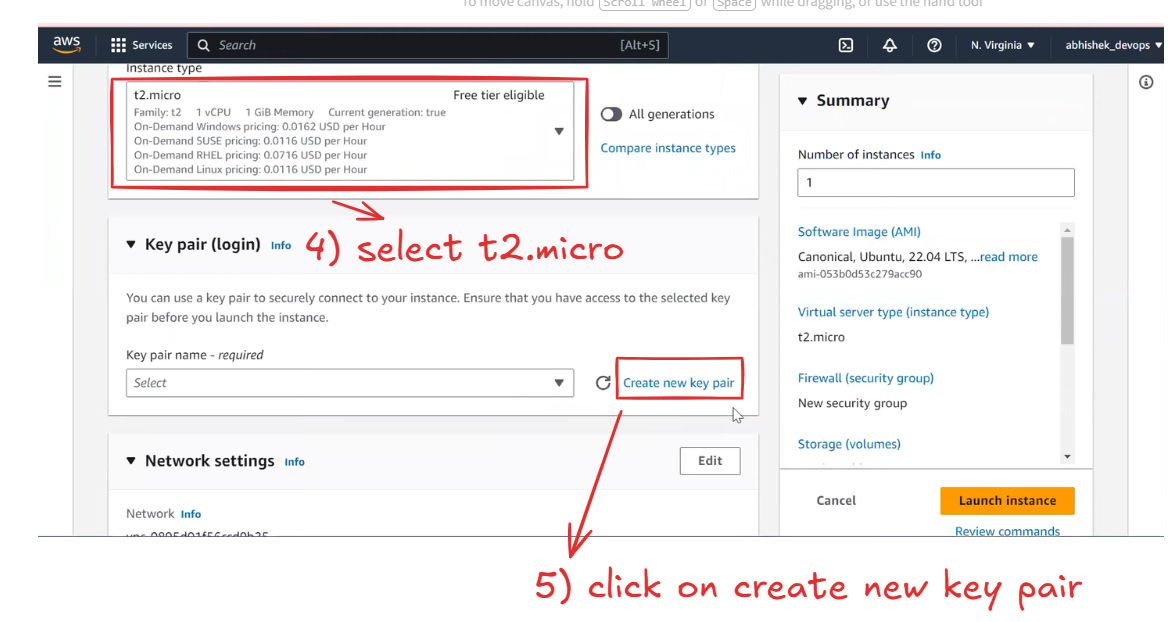 To move canvas, hold Scroll wheel or Space while dragging, or use the hand tool
aws Services Search [Alt+S] N. Virginia ▼ abhishek_devops ▼
Instance type
t2.micro Free tier eligible
Family: t2 1 vCPU 1 GiB Memory Current generation: true
On-Demand Windows pricing: 0.0162 USD per Hour
On-Demand SUSE pricing: 0.0116 USD per Hour
On-Demand RHEL pricing: 0.0716 USD per Hour
On-Demand Linux pricing: 0.0116 USD per Hour
All generations
Compare instance types
4) select t2.micro
▼ Key pair (login) Info
You can use a key pair to securely connect to your instance. Ensure that you have access to the selected key
pair before you launch the instance.
Key pair name - required
Select
Create new key pair
▼ Network settings Info
Edit
Network Info
5) click on create new key pair
▼ Summary
Number of instances Info
1
Software Image (AMI)
Canonical, Ubuntu, 22.04 LTS, ...read more
ami-053b0d53c279acc90
Virtual server type (instance type)
t2.micro
Firewall (security group)
New security group
Storage (volumes)
Cancel
Launch instance
Review commands